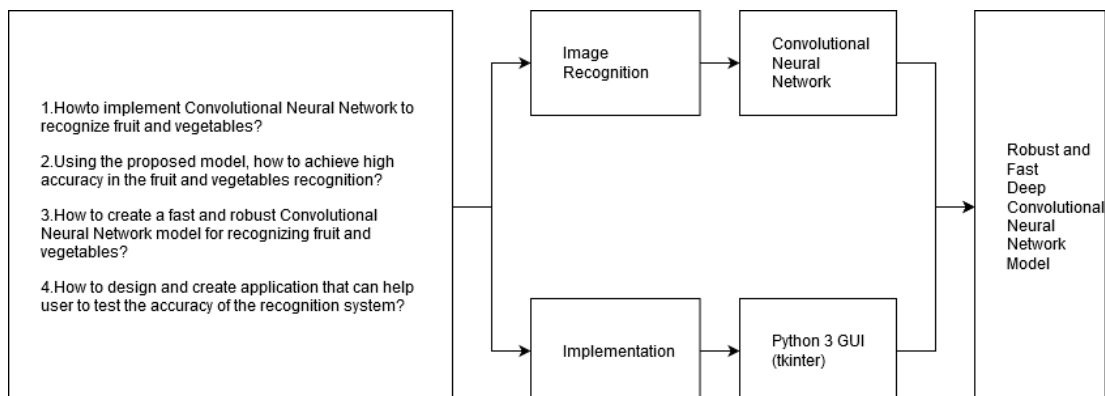 1.Howto implement Convolutional Neural Network to
recognize fruit and vegetables?
2.Using the proposed model, how to achieve high
accuracy in the fruit and vegetables recognition?
3.How to create a fast and robust Convolutional
Neural Network model for recognizing fruit and
vegetables?
4.How to design and create application that can help
user to test the accuracy of the recognition system?
Image
Recognition
Convolutional
Neural
Network
Implementation
Python 3 GUI
(tkinter)
Robust and
Fast
Deep
Convolutional
Neural
Network
Model